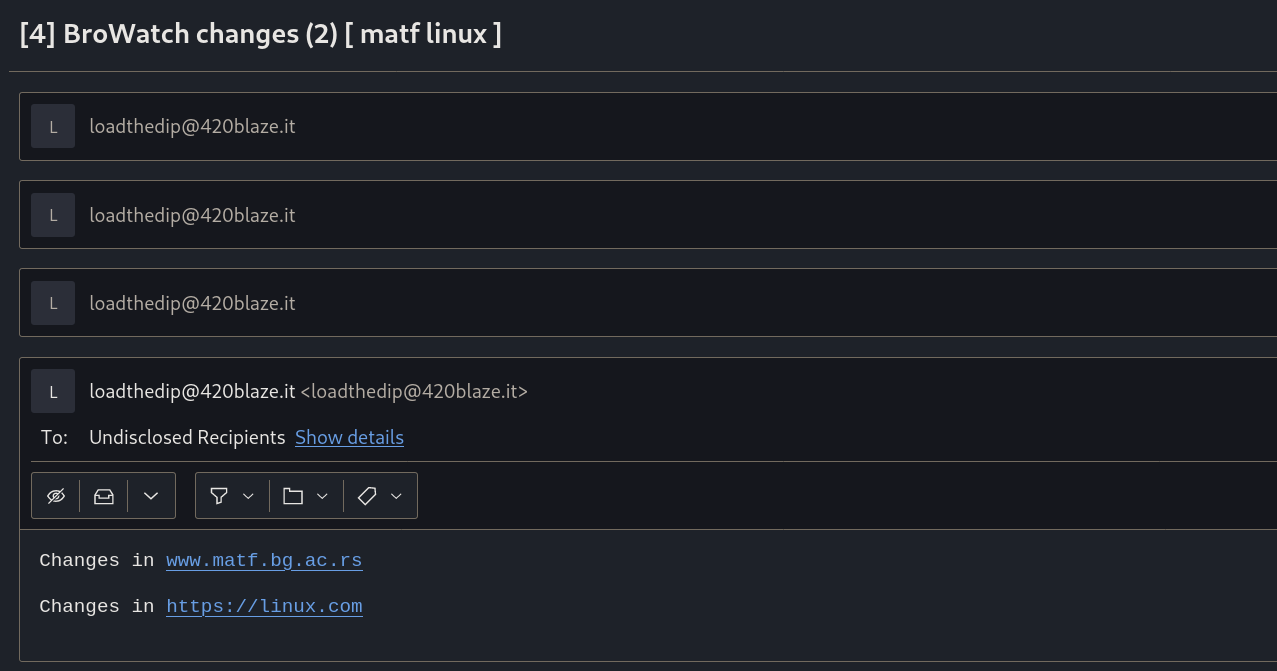 [4] BroWatch changes (2) [ matf linux ]
L loadthedip@420blaze.it
L loadthedip@420blaze.it
L loadthedip@420blaze.it
L loadthedip@420blaze.it <loadthedip@420blaze.it>
To: Undisclosed Recipients Show details
Changes in www.matf.bg.ac.rs
Changes in https://linux.com